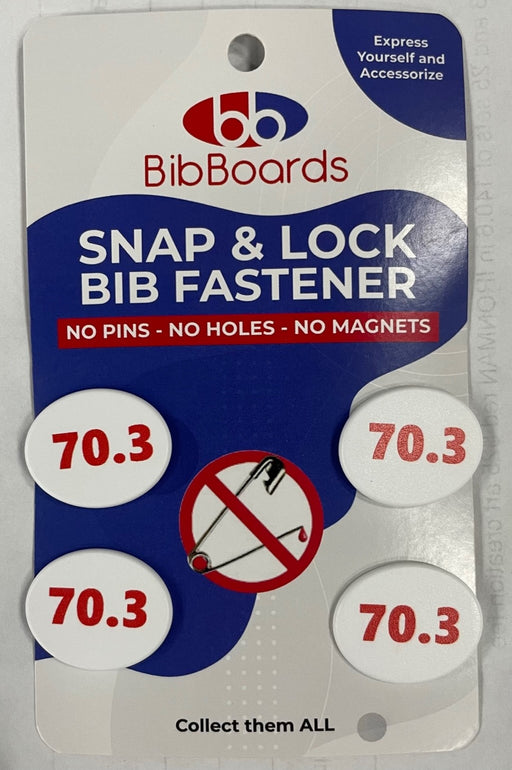 Express
Yourself and
Accessorize
bb
BibBoards
SNAP & LOCK
BIB FASTENER
NO PINS - NO HOLES - NO MAGNETS
70.3
70.3
70.3
70.3
Collect them ALL